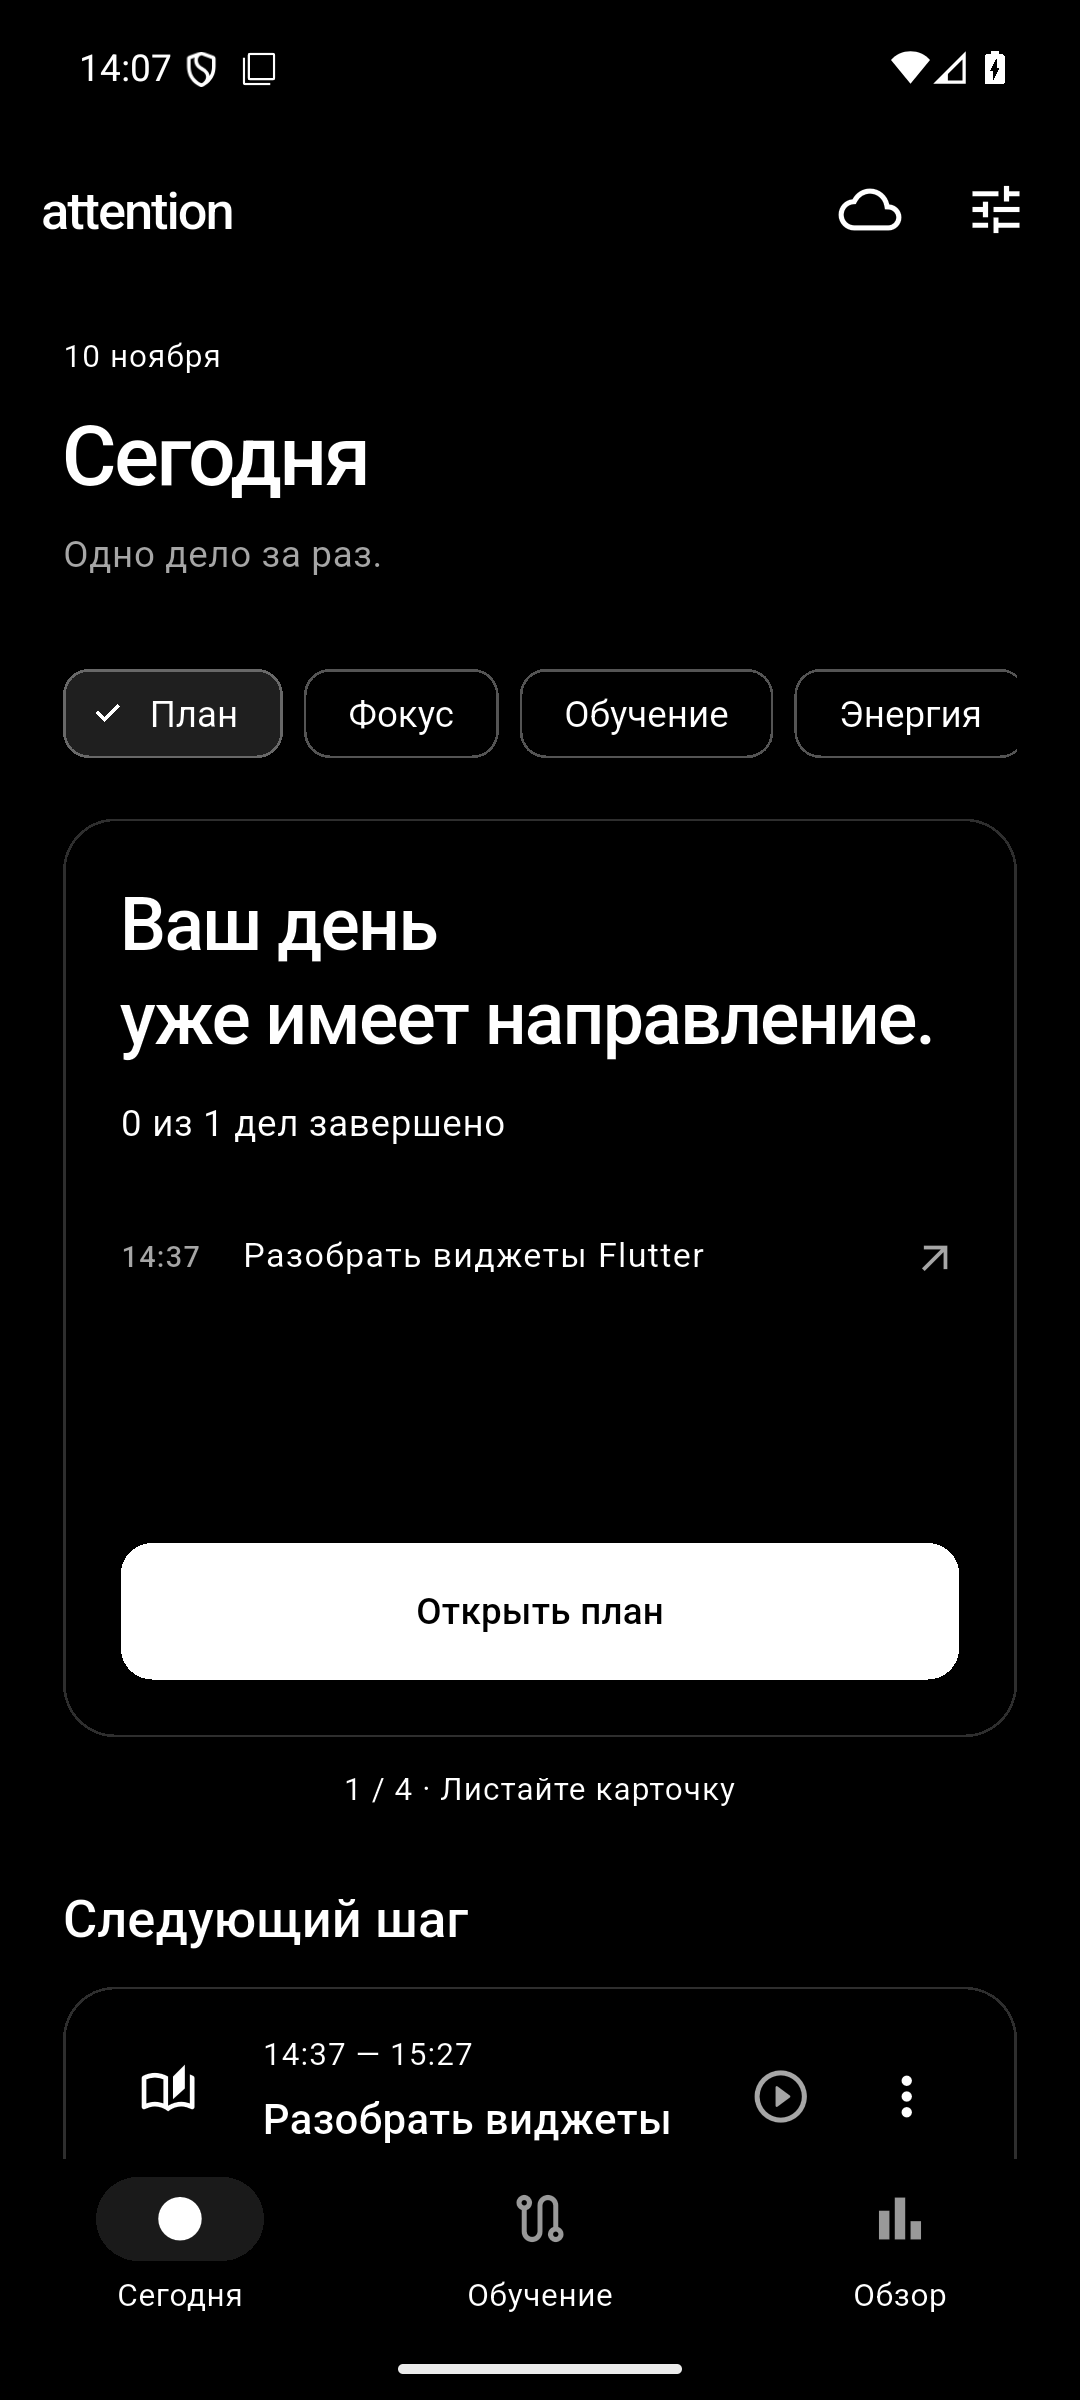 14:07
attention
10 ноября
Сегодня
Одно дело за раз.
План
Фокус
Обучение
Энергия
Ваш день
уже имеет направление.
0 из 1 дел завершено
14:37 Разобрать виджеты Flutter
Открыть план
1 / 4 · Листайте карточку
Следующий шаг
14:37 — 15:27
Разобрать виджеты
Сегодня
Обучение
Обзор